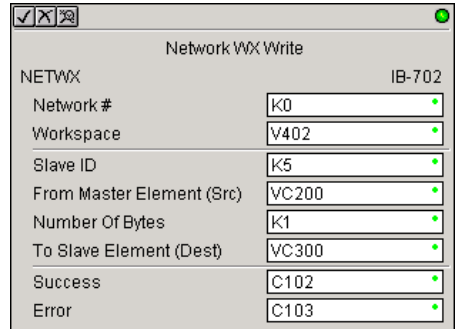 Network WX Write
NETWX IB-702
Network # K0
Workspace V402
Slave ID K5
From Master Element (Src) VC200
Number Of Bytes K1
To Slave Element (Dest) VC300
Success C102
Error C103